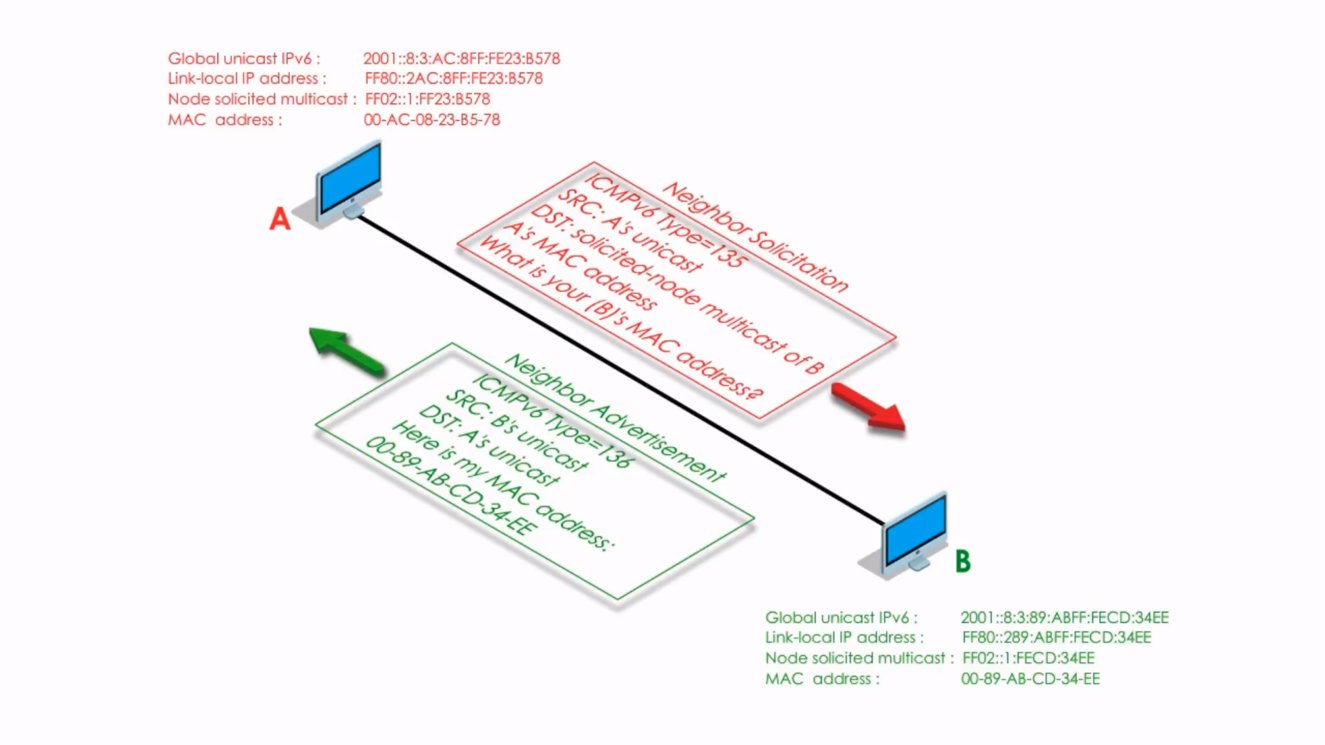 Global unicast IPv6 : 2001::8:3:AC:8FF:FE23:B578
Link-local IP address : FF80::2AC:8FF:FE23:B578
Node solicited multicast : FF02::1:FF23:B578
MAC address : 00-AC-08-23-B5-78
A
Neighbor Solicitation
ICMPv6 Type=135
SRC: A's unicast
DST: solicited-node multicast of B
A's MAC address
What is your (B)'s MAC address?
Neighbor Advertisement
ICMPv6 Type=136
SRC: B's unicast
DST: A's unicast
Here is my MAC address:
00-89-AB-CD-34-EE
B
Global unicast IPv6 : 2001::8:3:89:ABFF:FECD:34EE
Link-local IP address : FF80::289:ABFF:FECD:34EE
Node solicited multicast : FF02::1:FECD:34EE
MAC address : 00-89-AB-CD-34-EE